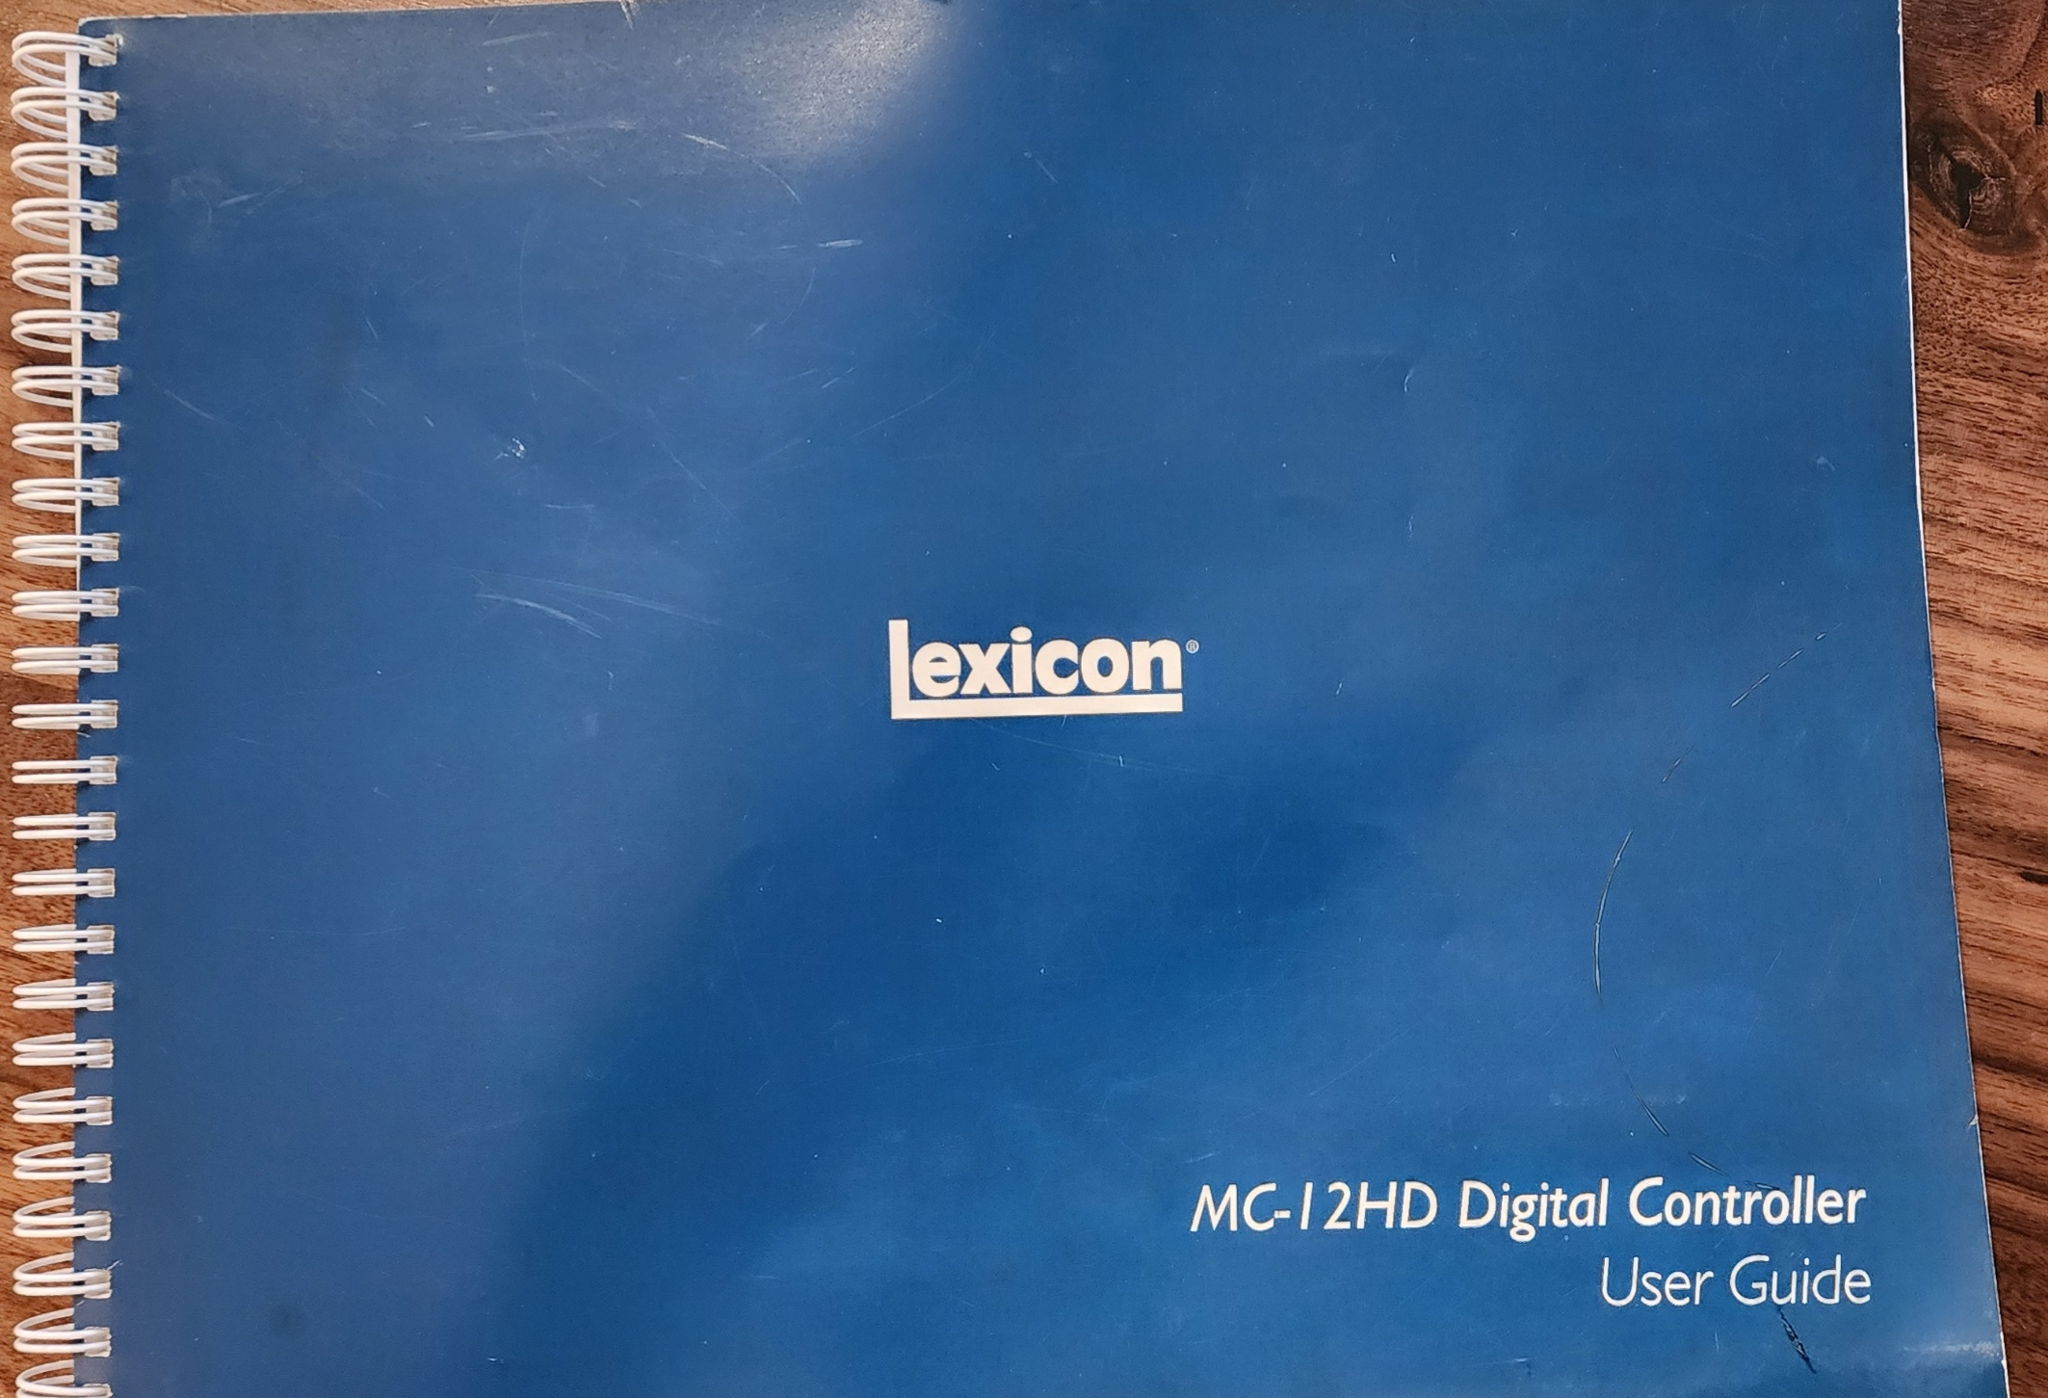 Lexicon®
MC-12HD Digital Controller
User Guide